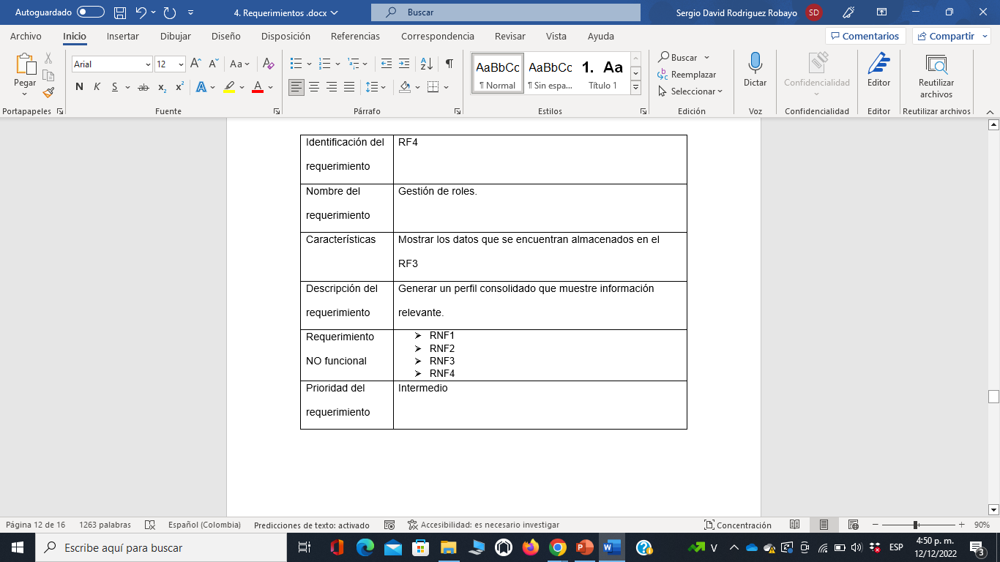 Autoguardado
4. Requerimientos .docx
Buscar
Sergio David Rodriguez Robayo
SD
Archivo Inicio Insertar Dibujar Diseño Disposición Referencias Correspondencia Revisar Vista Ayuda
Comentarios
Compartir
Pegar
Arial
12
Aa
N K S ab x2 x2 A A
AaBbCc
¶ Normal
AaBbCc
¶ Sin espa...
1. Aa
Título 1
Buscar
Reemplazar
Seleccionar
Dictar
Confidencialidad
Editor
Reutilizar
archivos
Portapapeles Fuente Párrafo Estilos Edición Voz Confidencialidad Editor Reutilizar archivos
Identificación del
requerimiento
RF4
Nombre del
requerimiento
Gestión de roles.
Características
Mostrar los datos que se encuentran almacenados en el
RF3
Descripción del
requerimiento
Generar un perfil consolidado que muestre información
relevante.
Requerimiento
NO funcional
RNF1
RNF2
RNF3
RNF4
Prioridad del
requerimiento
Intermedio
Página 12 de 16 1263 palabras Español (Colombia) Predicciones de texto: activado Accesibilidad: es necesario investigar Concentración 90%
Escribe aquí para buscar
V
ESP
4:50 p. m.
12/12/2022
3